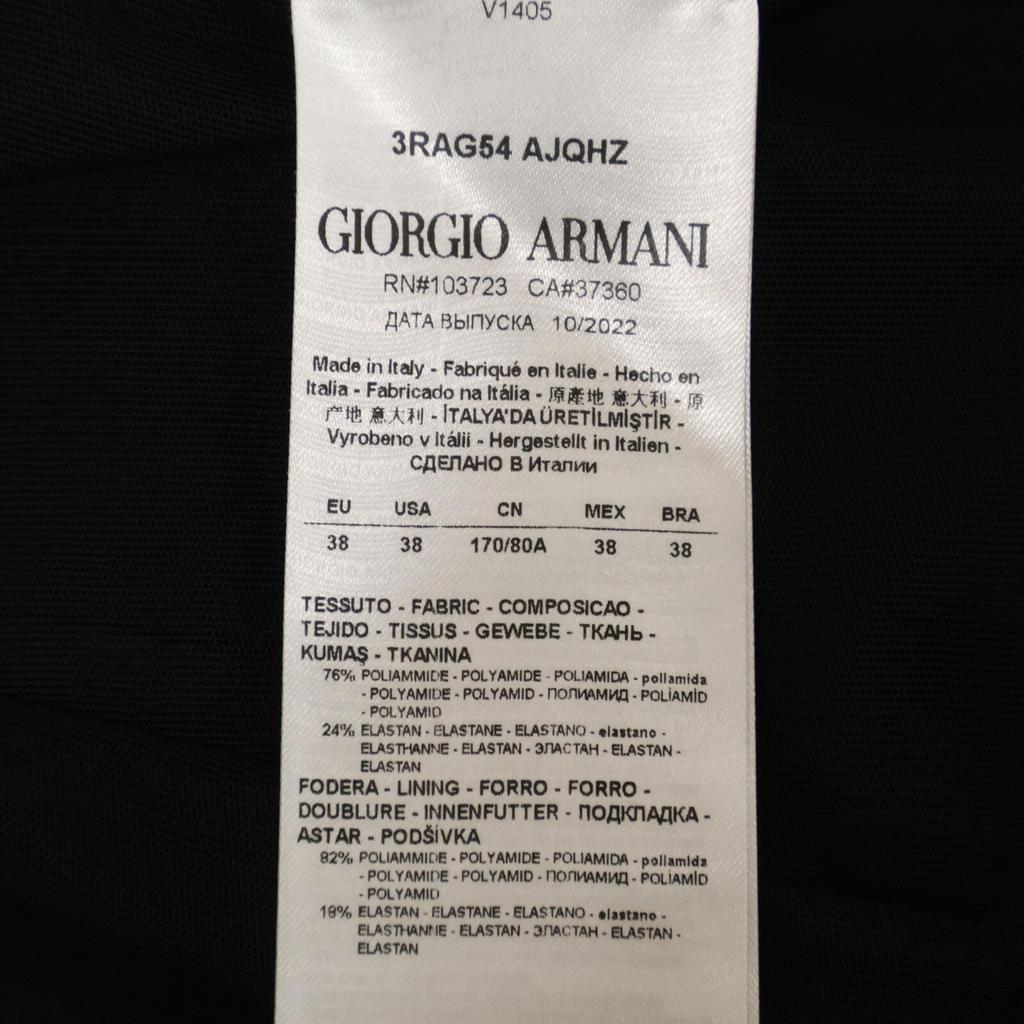 V1405
3RAG54 AJQHZ
GIORGIO ARMANI
RN#103723 CA#37360
ДАТА ВЫПУСКА 10/2022
Made in Italy - Fabriqué en Italie - Hecho en
Italia - Fabricado na Itália - 原產地 意大利 - 原
产地 意大利 - İTALYA'DA ÜRETİLMİŞTİR -
Vyrobeno v Itálii - Hergestellt in Italien -
СДЕЛАНО В Италии
EU USA CN MEX BRA
38 38 170/80A 38 38
TESSUTO - FABRIC - COMPOSICAO -
TEJIDO - TISSUS - GEWEBE - ТКАНЬ -
KUMAŞ - TKANINA
76% POLIAMMIDE - POLYAMIDE - POLIAMIDA - poliamida
- POLYAMIDE - POLYAMID - ПОЛИАМИД - POLİAMİD
- POLYAMID
24% ELASTAN - ELASTANE - ELASTANO - elastano -
ELASTHANNE - ELASTAN - ЭЛАСТАН - ELASTAN -
ELASTAN
FODERA - LINING - FORRO - FORRO -
DOUBLURE - INNENFUTTER - ПОДКЛАДКА -
ASTAR - PODŠÍVKA
82% POLIAMMIDE - POLYAMIDE - POLIAMIDA - poliamida
- POLYAMIDE - POLYAMID - ПОЛИАМИД - POLİAMİD
- POLYAMID
18% ELASTAN - ELASTANE - ELASTANO - elastano -
ELASTHANNE - ELASTAN - ЭЛАСТАН - ELASTAN -
ELASTAN